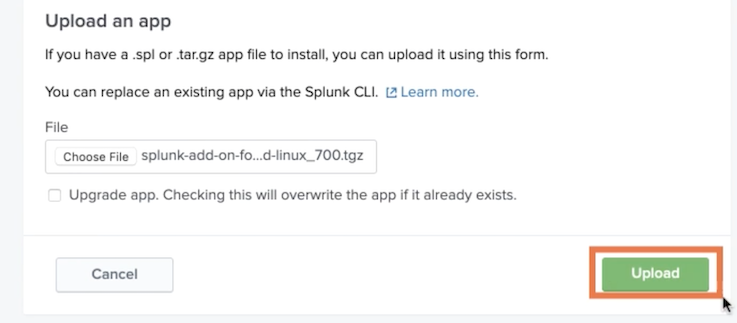 Upload an app
If you have a .spl or .tar.gz app file to install, you can upload it using this form.
You can replace an existing app via the Splunk CLI. Learn more.
File
Choose File splunk-add-on-fo...d-linux_700.tgz
Upgrade app. Checking this will overwrite the app if it already exists.
Cancel Upload